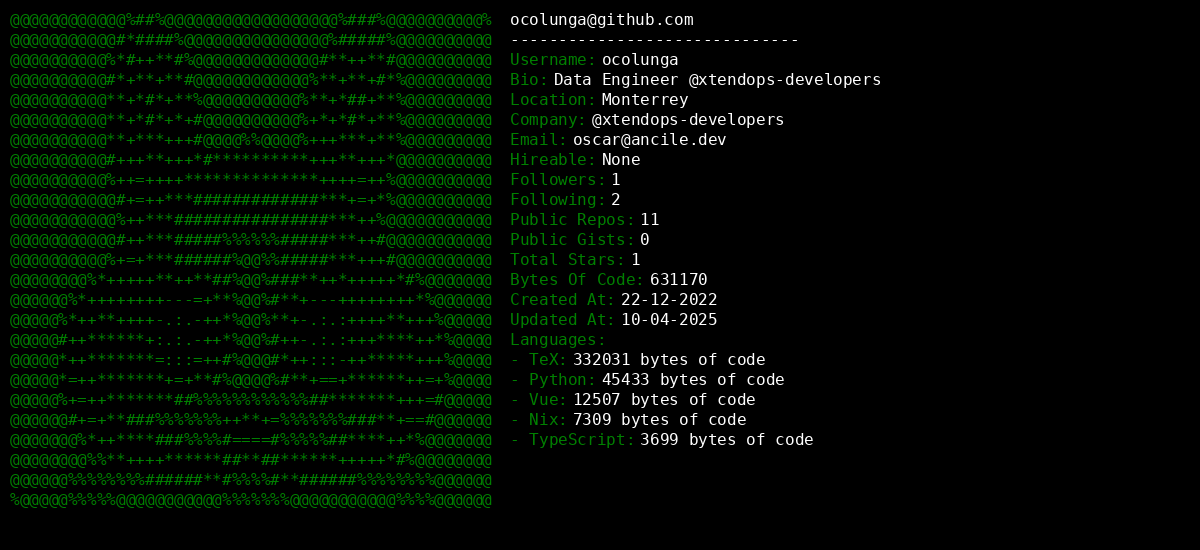 ocolunga@github.com
------------------------------
Username: ocolunga
Bio: Data Engineer @xtendops-developers
Location: Monterrey
Company: @xtendops-developers
Email: oscar@ancile.dev
Hireable: None
Followers: 1
Following: 2
Public Repos: 11
Public Gists: 0
Total Stars: 1
Bytes Of Code: 631170
Created At: 22-12-2022
Updated At: 10-04-2025
Languages:
- TeX: 332031 bytes of code
- Python: 45433 bytes of code
- Vue: 12507 bytes of code
- Nix: 7309 bytes of code
- TypeScript: 3699 bytes of code